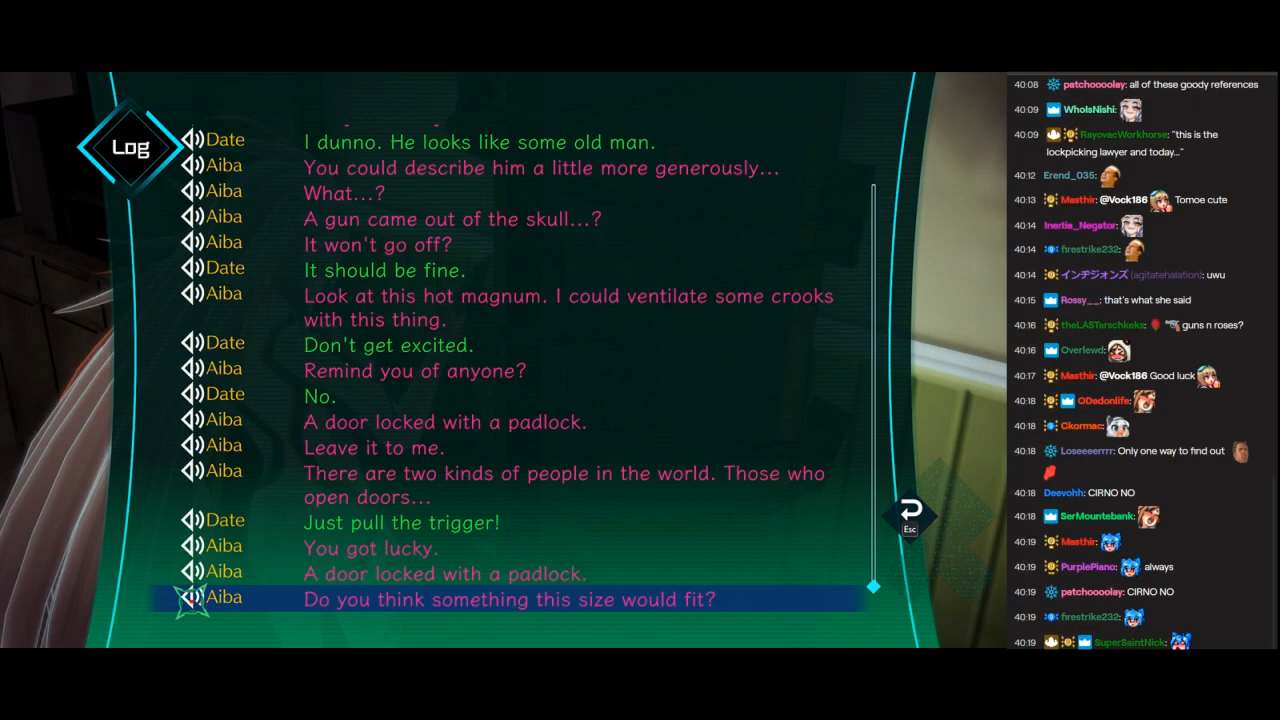 Log
Date I dunno. He looks like some old man.
Aiba You could describe him a little more generously...
Aiba What...?
Aiba A gun came out of the skull...?
Aiba It won't go off?
Date It should be fine.
Aiba Look at this hot magnum. I could ventilate some crooks
with this thing.
Date Don't get excited.
Aiba Remind you of anyone?
Date No.
Aiba A door locked with a padlock.
Aiba Leave it to me.
Aiba There are two kinds of people in the world. Those who
open doors...
Date Just pull the trigger!
Aiba You got lucky.
Aiba A door locked with a padlock.
Aiba Do you think something this size would fit?
Esc
40:08 patchoooolay: all of these goody references
40:09 WhoIsNishi:
40:09 RayovacWorkhorse: "this is the
lockpicking lawyer and today..."
40:12 Erend_035:
40:13 Masthir: @Vock186 Tomoe cute
40:14 Inertia_Negator:
40:14 firestrike232:
40:14 インヂジォンズ (agitatehalation): uwu
40:15 Rossy__: that's what she said
40:16 theLASTerschkeks: guns n roses?
40:16 Overlewd:
40:17 Masthir: @Vock186 Good luck
40:18 ODedonlife:
40:18 Ckormac:
40:18 Loseeeerrrr: Only one way to find out
40:18 Deevohh: CIRNO NO
40:18 SerMountebank:
40:19 Masthir:
40:19 PurplePiano: always
40:19 patchoooolay: CIRNO NO
40:19 firestrike232:
40:19 SuperSaintNick: